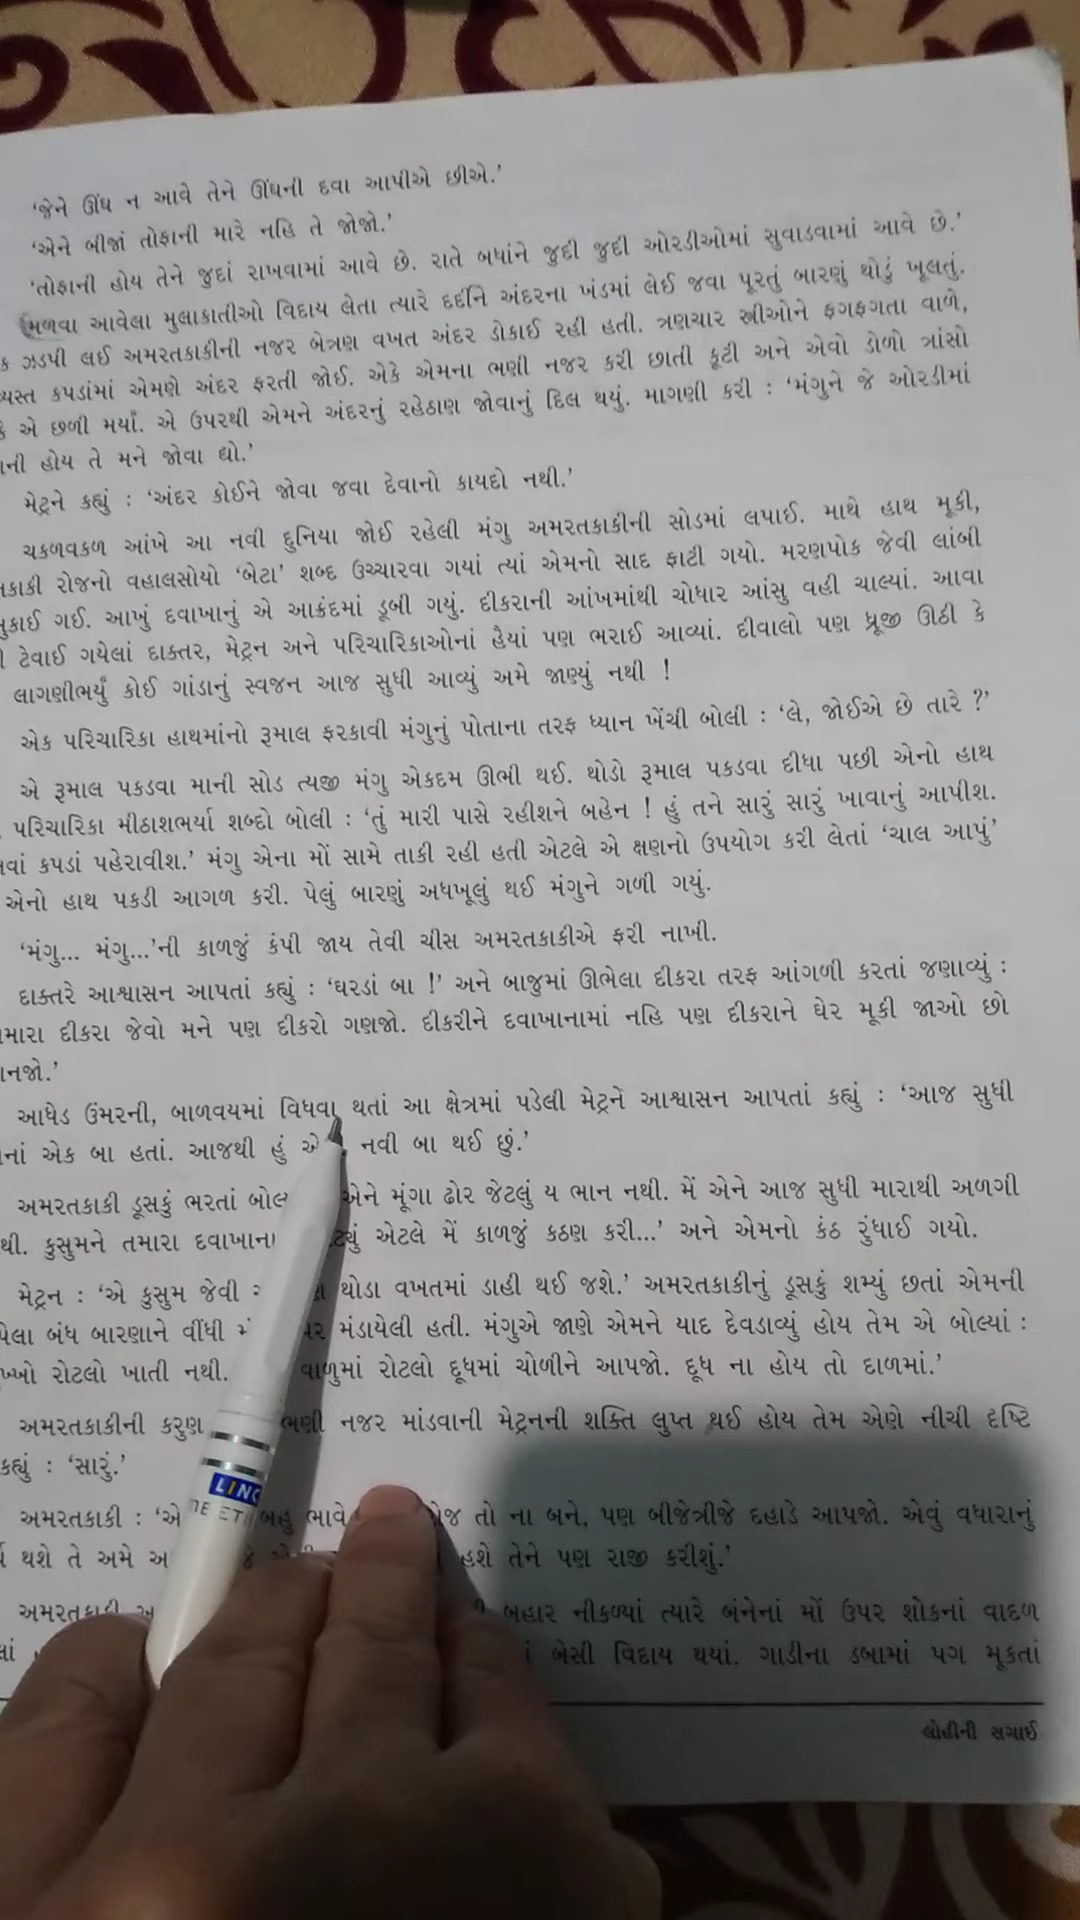 ‘જેને ઊંઘ ન આવે તેને ઊંઘની દવા આપીએ છીએ.’
‘એને બીજાં તોફાની મારે નહિ તે જોજો.’
‘તોફાની હોય તેને જુદાં રાખવામાં આવે છે. રાતે બધાંને જુદી જુદી ઓરડીઓમાં સુવાડવામાં આવે છે.’
મળવા આવેલા મુલાકાતીઓ વિદાય લેતા ત્યારે દર્દીને અંદરના ખંડમાં લેઈ જવા પૂરતું બારણું થોડું ખૂલતું.
ઝડપી લઈ અમરતકાકીની નજર બેત્રણ વખત અંદર ડોકાઈ રહી હતી. ત્રણચાર સ્ત્રીઓને ફગફગતા વાળે,
કપડાંમાં એમણે અંદર ફરતી જોઈ. એકે એમના ભણી નજર કરી છાતી કૂટી અને એવો ડોળો ત્રાંસો
એ છળી મર્યાં. એ ઉપરથી એમને અંદરનું રહેઠાણ જોવાનું દિલ થયું. માગણી કરી : ‘મંગુને જે ઓરડીમાં
હોય તે મને જોવા દ્યો.’
મેટ્રને કહ્યું : ‘અંદર કોઈને જોવા જવા દેવાનો કાયદો નથી.’
ચકળવકળ આંખે આ નવી દુનિયા જોઈ રહેલી મંગુ અમરતકાકીની સોડમાં લપાઈ. માથે હાથ મૂકી,
રોજનો વહાલસોયો ‘બેટા’ શબ્દ ઉચ્ચારવા ગયાં ત્યાં એમનો સાદ ફાટી ગયો. મરણપોક જેવી લાંબી
ગઈ. આખું દવાખાનું એ આક્રંદમાં ડૂબી ગયું. દીકરાની આંખમાંથી ચોધાર આંસુ વહી ચાલ્યાં. આવા
ટેવાઈ ગયેલાં દાક્તર, મેટ્રન અને પરિચારિકાઓનાં હૈયાં પણ ભરાઈ આવ્યાં. દીવાલો પણ ધ્રૂજી ઊઠી કે
લાગણીભર્યું કોઈ ગાંડાનું સ્વજન આજ સુધી આવ્યું અમે જાણ્યું નથી !
એક પરિચારિકા હાથમાંનો રૂમાલ ફરકાવી મંગુનું પોતાના તરફ ધ્યાન ખેંચી બોલી : ‘લે, જોઈએ છે તારે ?’
એ રૂમાલ પકડવા માની સોડ ત્યજી મંગુ એકદમ ઊભી થઈ. થોડો રૂમાલ પકડવા દીધા પછી એનો હાથ
પરિચારિકા મીઠાશભર્યા શબ્દો બોલી : ‘તું મારી પાસે રહીશને બહેન ! હું તને સારું સારું ખાવાનું આપીશ.
કપડાં પહેરાવીશ.’ મંગુ એના મોં સામે તાકી રહી હતી એટલે એ ક્ષણનો ઉપયોગ કરી લેતાં ‘ચાલ આપું’
એનો હાથ પકડી આગળ કરી. પેલું બારણું અધખૂલું થઈ મંગુને ગળી ગયું.
‘મંગુ... મંગુ...’ની કાળજું કંપી જાય તેવી ચીસ અમરતકાકીએ ફરી નાખી.
દાક્તરે આશ્વાસન આપતાં કહ્યું : ‘ઘરડાં બા !’ અને બાજુમાં ઊભેલા દીકરા તરફ આંગળી કરતાં જણાવ્યું :
દીકરા જેવો મને પણ દીકરો ગણજો. દીકરીને દવાખાનામાં નહિ પણ દીકરાને ઘેર મૂકી જાઓ છો
આધેડ ઉંમરની, બાળવયમાં વિધવા થતાં આ ક્ષેત્રમાં પડેલી મેટ્રને આશ્વાસન આપતાં કહ્યું : ‘આજ સુધી
એક બા હતાં. આજથી હું નવી બા થઈ છું.’
અમરતકાકી ડૂસકું ભરતાં એને મૂંગા ઢોર જેટલું ય ભાન નથી. મેં એને આજ સુધી મારાથી અળગી
કુસુમને તમારા એટલે મેં કાળજું કઠણ કરી...’ અને એમનો કંઠ રુંધાઈ ગયો.
મેટ્રન : ‘એ કુસુમ જેવી થોડા વખતમાં ડાહી થઈ જશે.’ અમરતકાકીનું ડૂસકું શમ્યું છતાં એમની
બંધ બારણાને વીંધી મંડાયેલી હતી. મંગુએ જાણે એમને યાદ દેવડાવ્યું હોય તેમ એ બોલ્યાં :
રોટલો ખાતી નથી. રોટલો દૂધમાં ચોળીને આપજો. દૂધ ના હોય તો દાળમાં.’
અમરતકાકીની કરુણ ભણી નજર માંડવાની મેટ્રનની શક્તિ લુપ્ત થઈ હોય તેમ એણે નીચી દૃષ્ટિ
કહ્યું : ‘સારું.’
અમરતકાકી : ‘એ બહુ ભાવે તો ના બને, પણ બીજેત્રીજે દહાડે આપજો. એવું વધારાનું
થશે તે અમે હશે તેને પણ રાજી કરીશું.’
અમરતકાકી બહાર નીકળ્યાં ત્યારે બંનેનાં મોં ઉપર શોકનાં વાદળ
બેસી વિદાય થયાં. ગાડીના ડબામાં પગ મૂકતાં
લોહીની સગાઈ
LINC